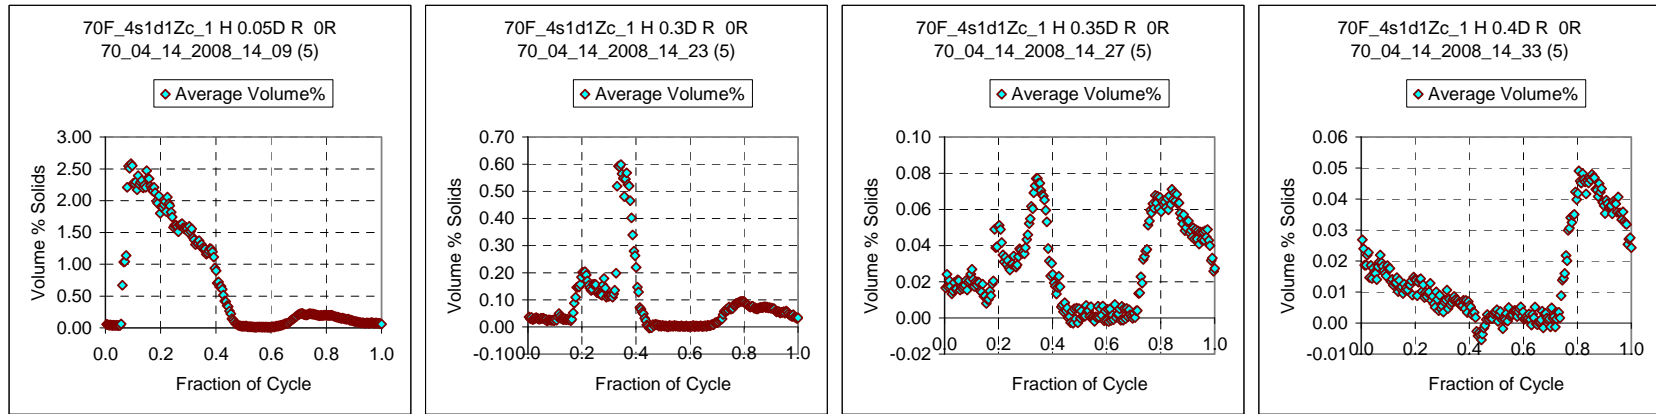 70F_4s1d1Zc_1 H 0.05D R 0R
70_04_14_2008_14_09 (5)
Average Volume%
Volume % Solids
3.00
2.50
2.00
1.50
1.00
0.50
0.00
0.0 0.2 0.4 0.6 0.8 1.0
Fraction of Cycle
70F_4s1d1Zc_1 H 0.3D R 0R
70_04_14_2008_14_23 (5)
Average Volume%
Volume % Solids
0.70
0.60
0.50
0.40
0.30
0.20
0.10
0.00
-0.100
0.0 0.2 0.4 0.6 0.8 1.0
Fraction of Cycle
70F_4s1d1Zc_1 H 0.35D R 0R
70_04_14_2008_14_27 (5)
Average Volume%
Volume % Solids
0.10
0.08
0.06
0.04
0.02
0.00
-0.02
0.0 0.2 0.4 0.6 0.8 1.0
Fraction of Cycle
70F_4s1d1Zc_1 H 0.4D R 0R
70_04_14_2008_14_33 (5)
Average Volume%
Volume % Solids
0.06
0.05
0.04
0.03
0.02
0.01
0.00
-0.01
0.0 0.2 0.4 0.6 0.8 1.0
Fraction of Cycle